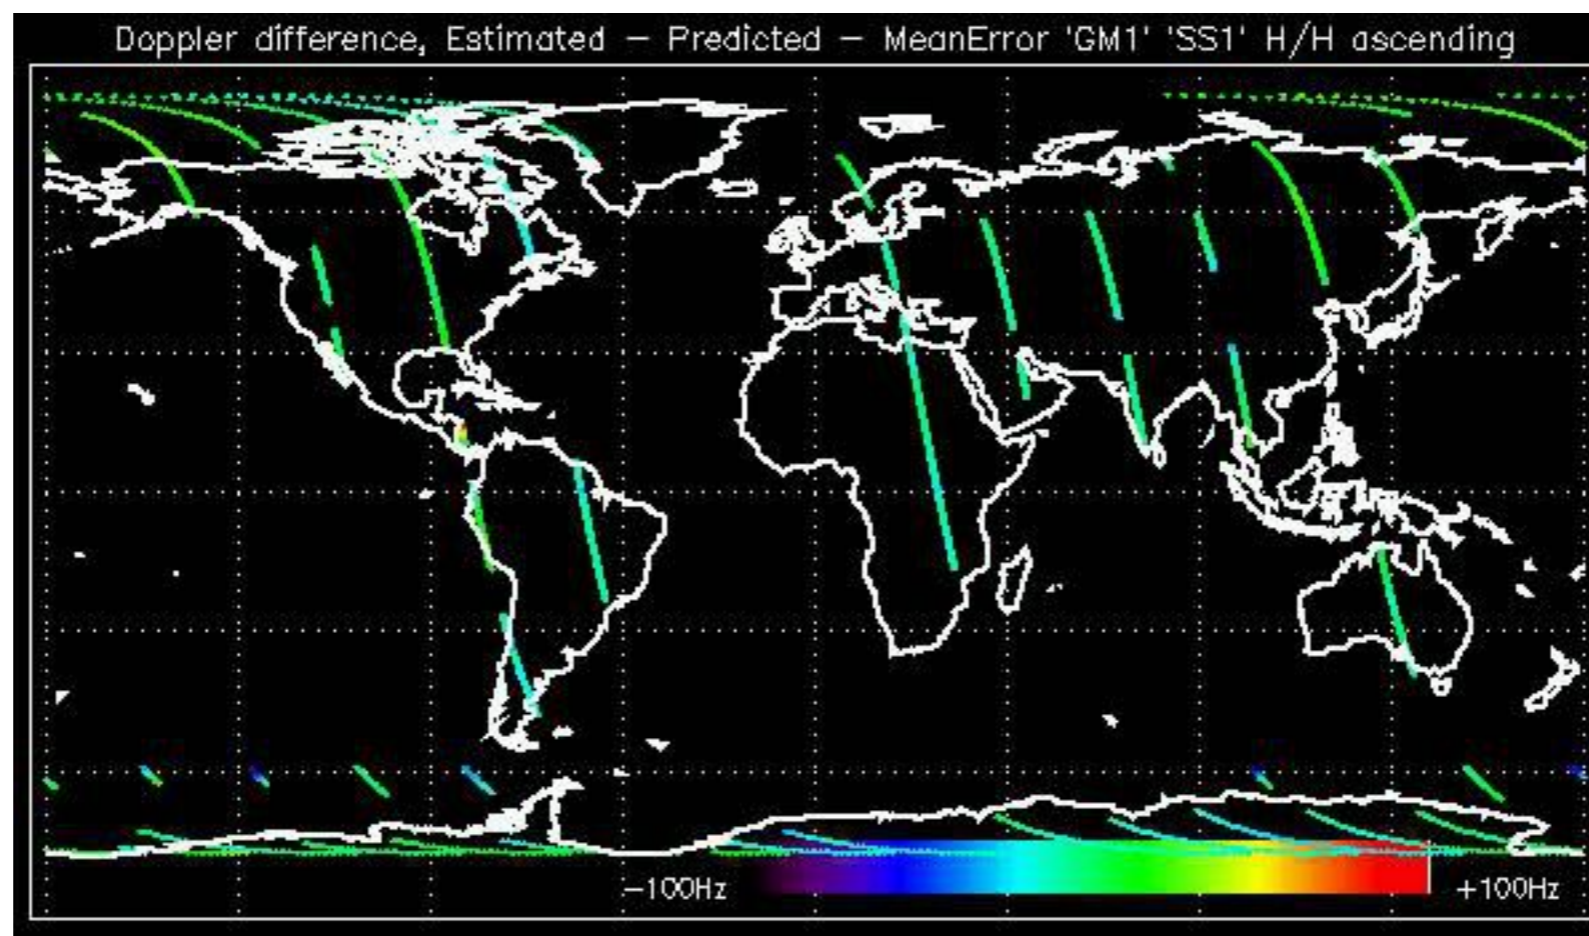 Doppler difference, Estimated – Predicted – MeanError 'GM1' 'SS1' H/H ascending
–100Hz
+100Hz